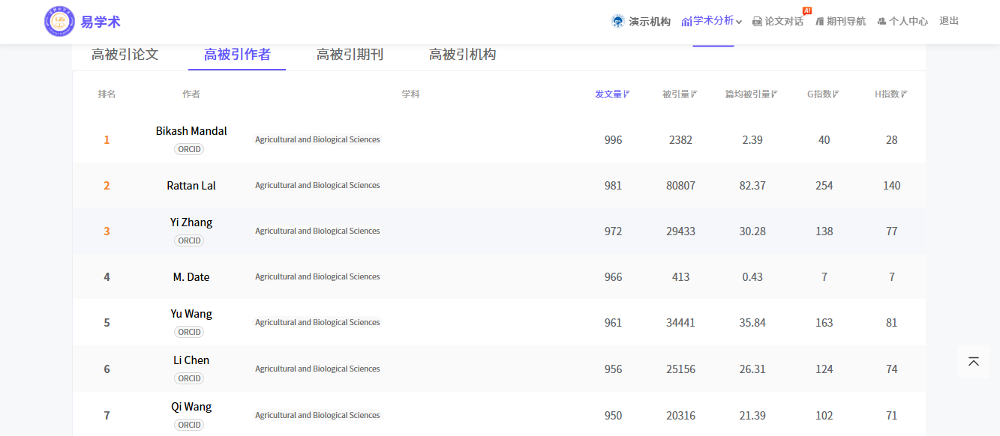 易学术
演示机构 学术分析 论文对话 AI 期刊导航 个人中心 退出
高被引论文 高被引作者 高被引期刊 高被引机构
排名 作者 学科 发文量 被引量 篇均被引量 G指数 H指数
1 Bikash Mandal ORCID Agricultural and Biological Sciences 996 2382 2.39 40 28
2 Rattan Lal Agricultural and Biological Sciences 981 80807 82.37 254 140
3 Yi Zhang ORCID Agricultural and Biological Sciences 972 29433 30.28 138 77
4 M. Date Agricultural and Biological Sciences 966 413 0.43 7 7
5 Yu Wang ORCID Agricultural and Biological Sciences 961 34441 35.84 163 81
6 Li Chen ORCID Agricultural and Biological Sciences 956 25156 26.31 124 74
7 Qi Wang ORCID Agricultural and Biological Sciences 950 20316 21.39 102 71